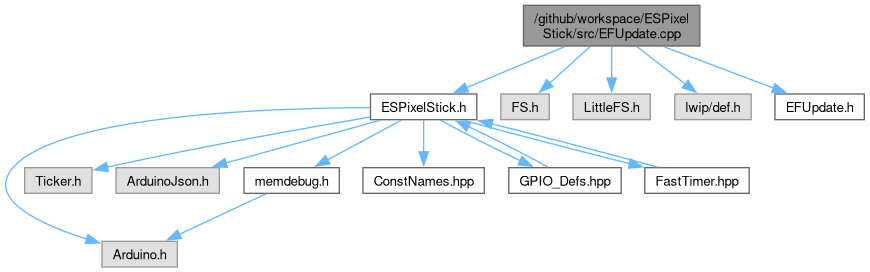 /github/workspace/ESPixel
Stick/src/EFUpdate.cpp
ESPixelStick.h
FS.h
LittleFS.h
lwip/def.h
EFUpdate.h
Ticker.h
ArduinoJson.h
memdebug.h
ConstNames.hpp
GPIO_Defs.hpp
FastTimer.hpp
Arduino.h